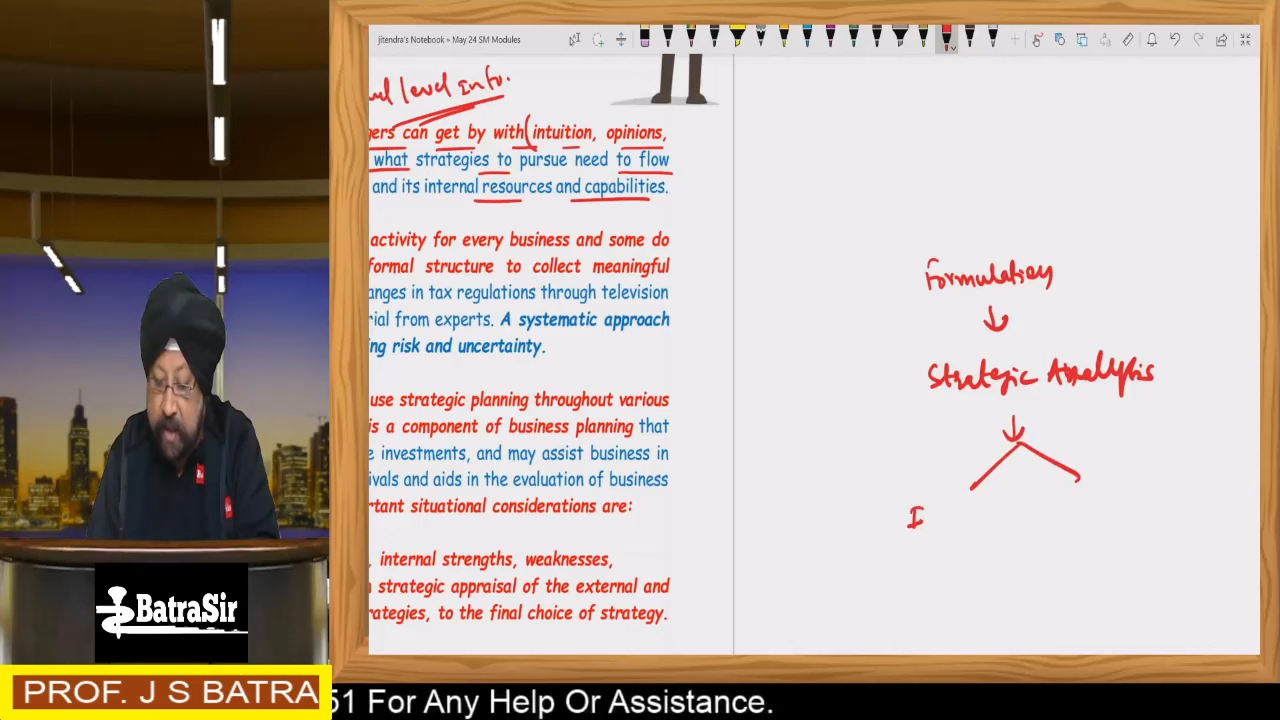 jitendra's Notebook » May 24 SM Modules
level Info.
gers can get by with (intuition, opinions,
what strategies to pursue need to flow
and its internal resources and capabilities.
activity for every business and some do
formal structure to collect meaningful
anges in tax regulations through television
rial from experts. A systematic approach
ing risk and uncertainty.
use strategic planning throughout various
is a component of business planning that
e investments, and may assist business in
ivals and aids in the evaluation of business
rtant situational considerations are:
, internal strengths, weaknesses,
strategic appraisal of the external and
rategies, to the final choice of strategy.
Formulation
Strategic Analysis
I
BatraSir
PROF. J S BATRA
51 For Any Help Or Assistance.